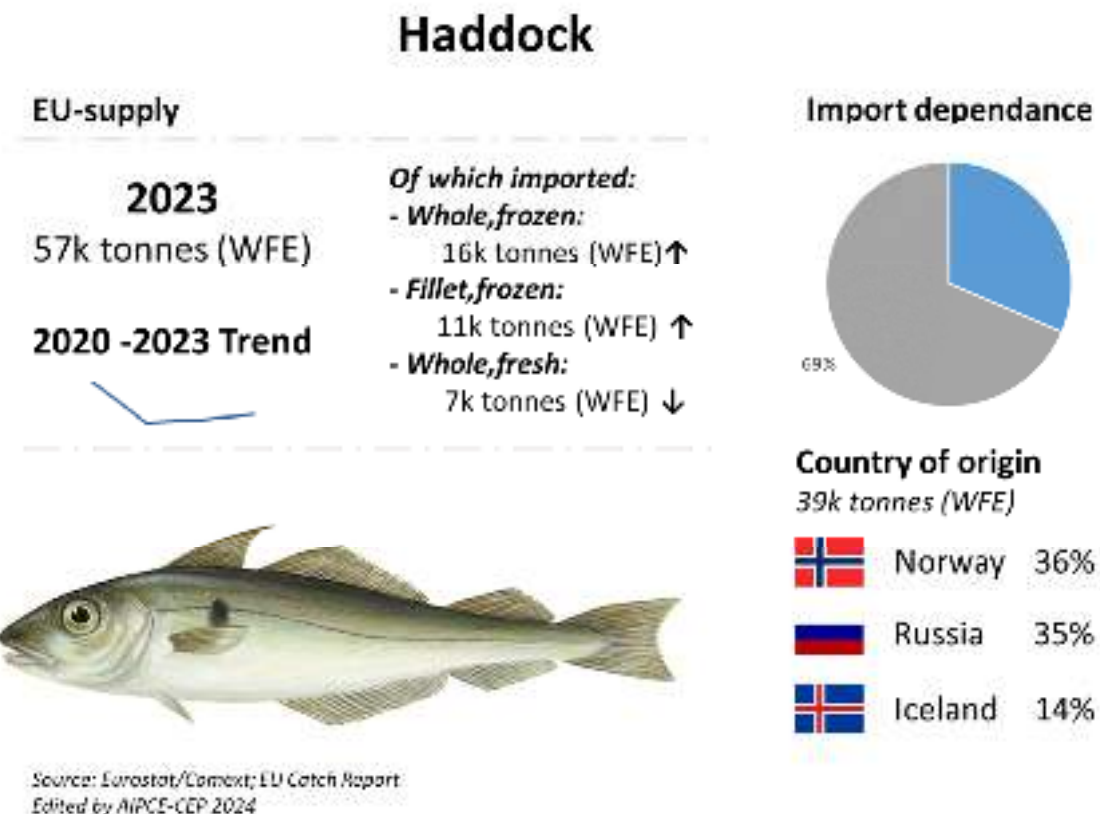 Haddock
EU-supply
2023
57k tonnes (WFE)
2020 -2023 Trend
Of which imported:
- Whole,frozen:
16k tonnes (WFE)↑
- Fillet,frozen:
11k tonnes (WFE) ↑
- Whole,fresh:
7k tonnes (WFE) ↓
Import dependance
69%
Country of origin
39k tonnes (WFE)
Norway 36%
Russia 35%
Iceland 14%
Source: Eurostat/Comext; EU Catch Report
Edited by AIPCE-CEP 2024